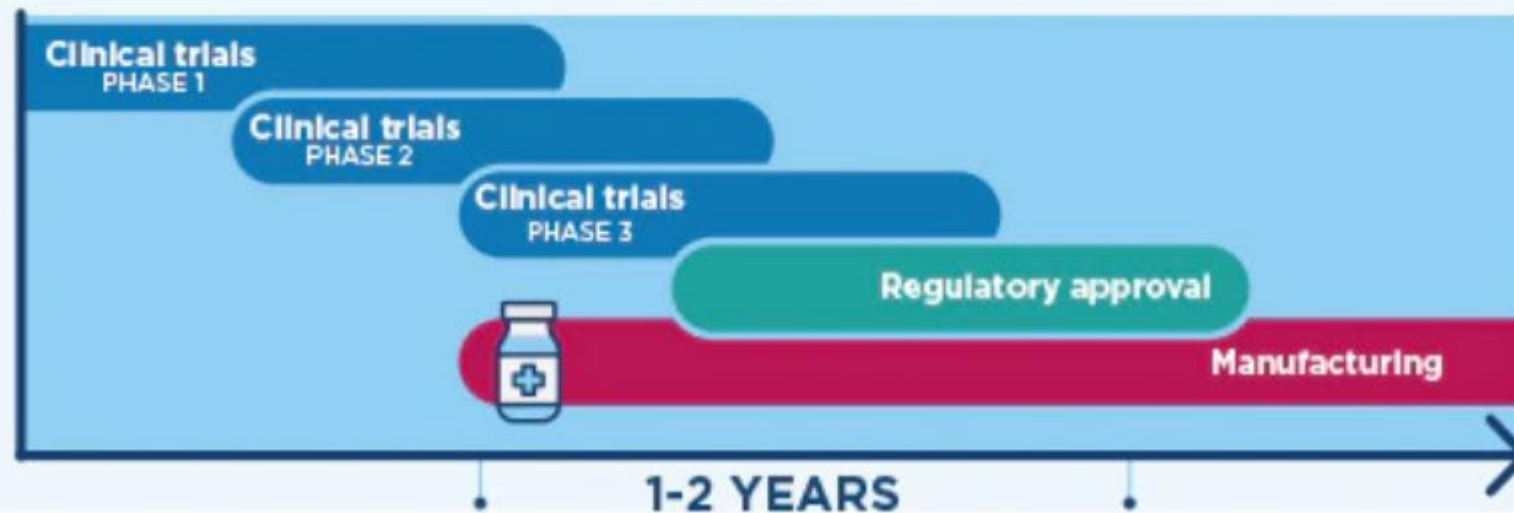 Clinical trials
PHASE 1
Clinical trials
PHASE 2
Clinical trials
PHASE 3
Regulatory approval
Manufacturing
1-2 YEARS